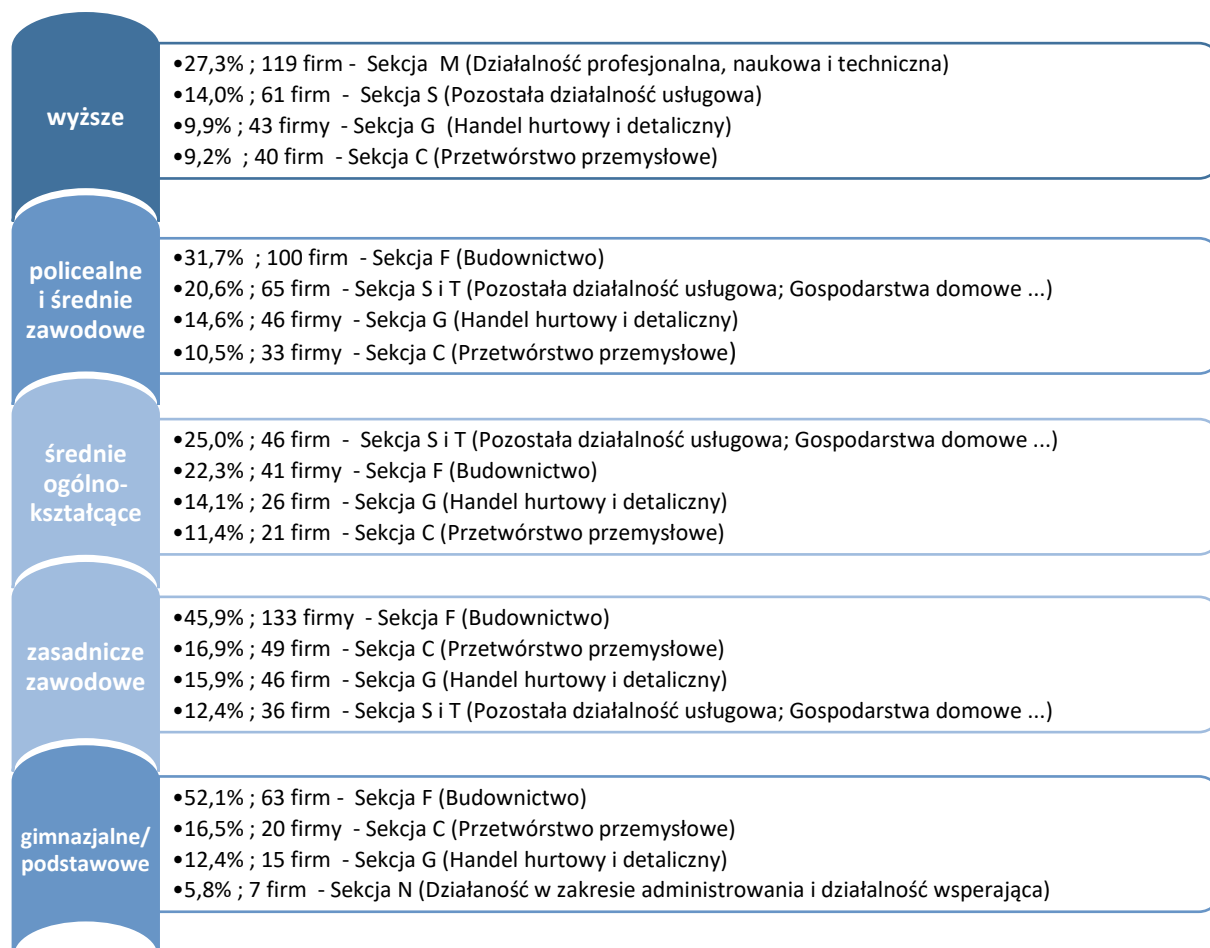 wyższe
•27,3% ; 119 firm - Sekcja M (Działalność profesjonalna, naukowa i techniczna)
•14,0% ; 61 firm - Sekcja S (Pozostała działalność usługowa)
•9,9% ; 43 firmy - Sekcja G (Handel hurtowy i detaliczny)
•9,2% ; 40 firm - Sekcja C (Przetwórstwo przemysłowe)
policealne
i średnie
zawodowe
•31,7% ; 100 firm - Sekcja F (Budownictwo)
•20,6% ; 65 firm - Sekcja S i T (Pozostała działalność usługowa; Gospodarstwa domowe ...)
•14,6% ; 46 firmy - Sekcja G (Handel hurtowy i detaliczny)
•10,5% ; 33 firmy - Sekcja C (Przetwórstwo przemysłowe)
średnie
ogólno-
kształcące
•25,0% ; 46 firm - Sekcja S i T (Pozostała działalność usługowa; Gospodarstwa domowe ...)
•22,3% ; 41 firmy - Sekcja F (Budownictwo)
•14,1% ; 26 firm - Sekcja G (Handel hurtowy i detaliczny)
•11,4% ; 21 firm - Sekcja C (Przetwórstwo przemysłowe)
zasadnicze
zawodowe
•45,9% ; 133 firmy - Sekcja F (Budownictwo)
•16,9% ; 49 firm - Sekcja C (Przetwórstwo przemysłowe)
•15,9% ; 46 firm - Sekcja G (Handel hurtowy i detaliczny)
•12,4% ; 36 firm - Sekcja S i T (Pozostała działalność usługowa; Gospodarstwa domowe ...)
gimnazjalne/
podstawowe
•52,1% ; 63 firm - Sekcja F (Budownictwo)
•16,5% ; 20 firmy - Sekcja C (Przetwórstwo przemysłowe)
•12,4% ; 15 firm - Sekcja G (Handel hurtowy i detaliczny)
•5,8% ; 7 firm - Sekcja N (Działaność w zakresie administrowania i działalność wsperająca)